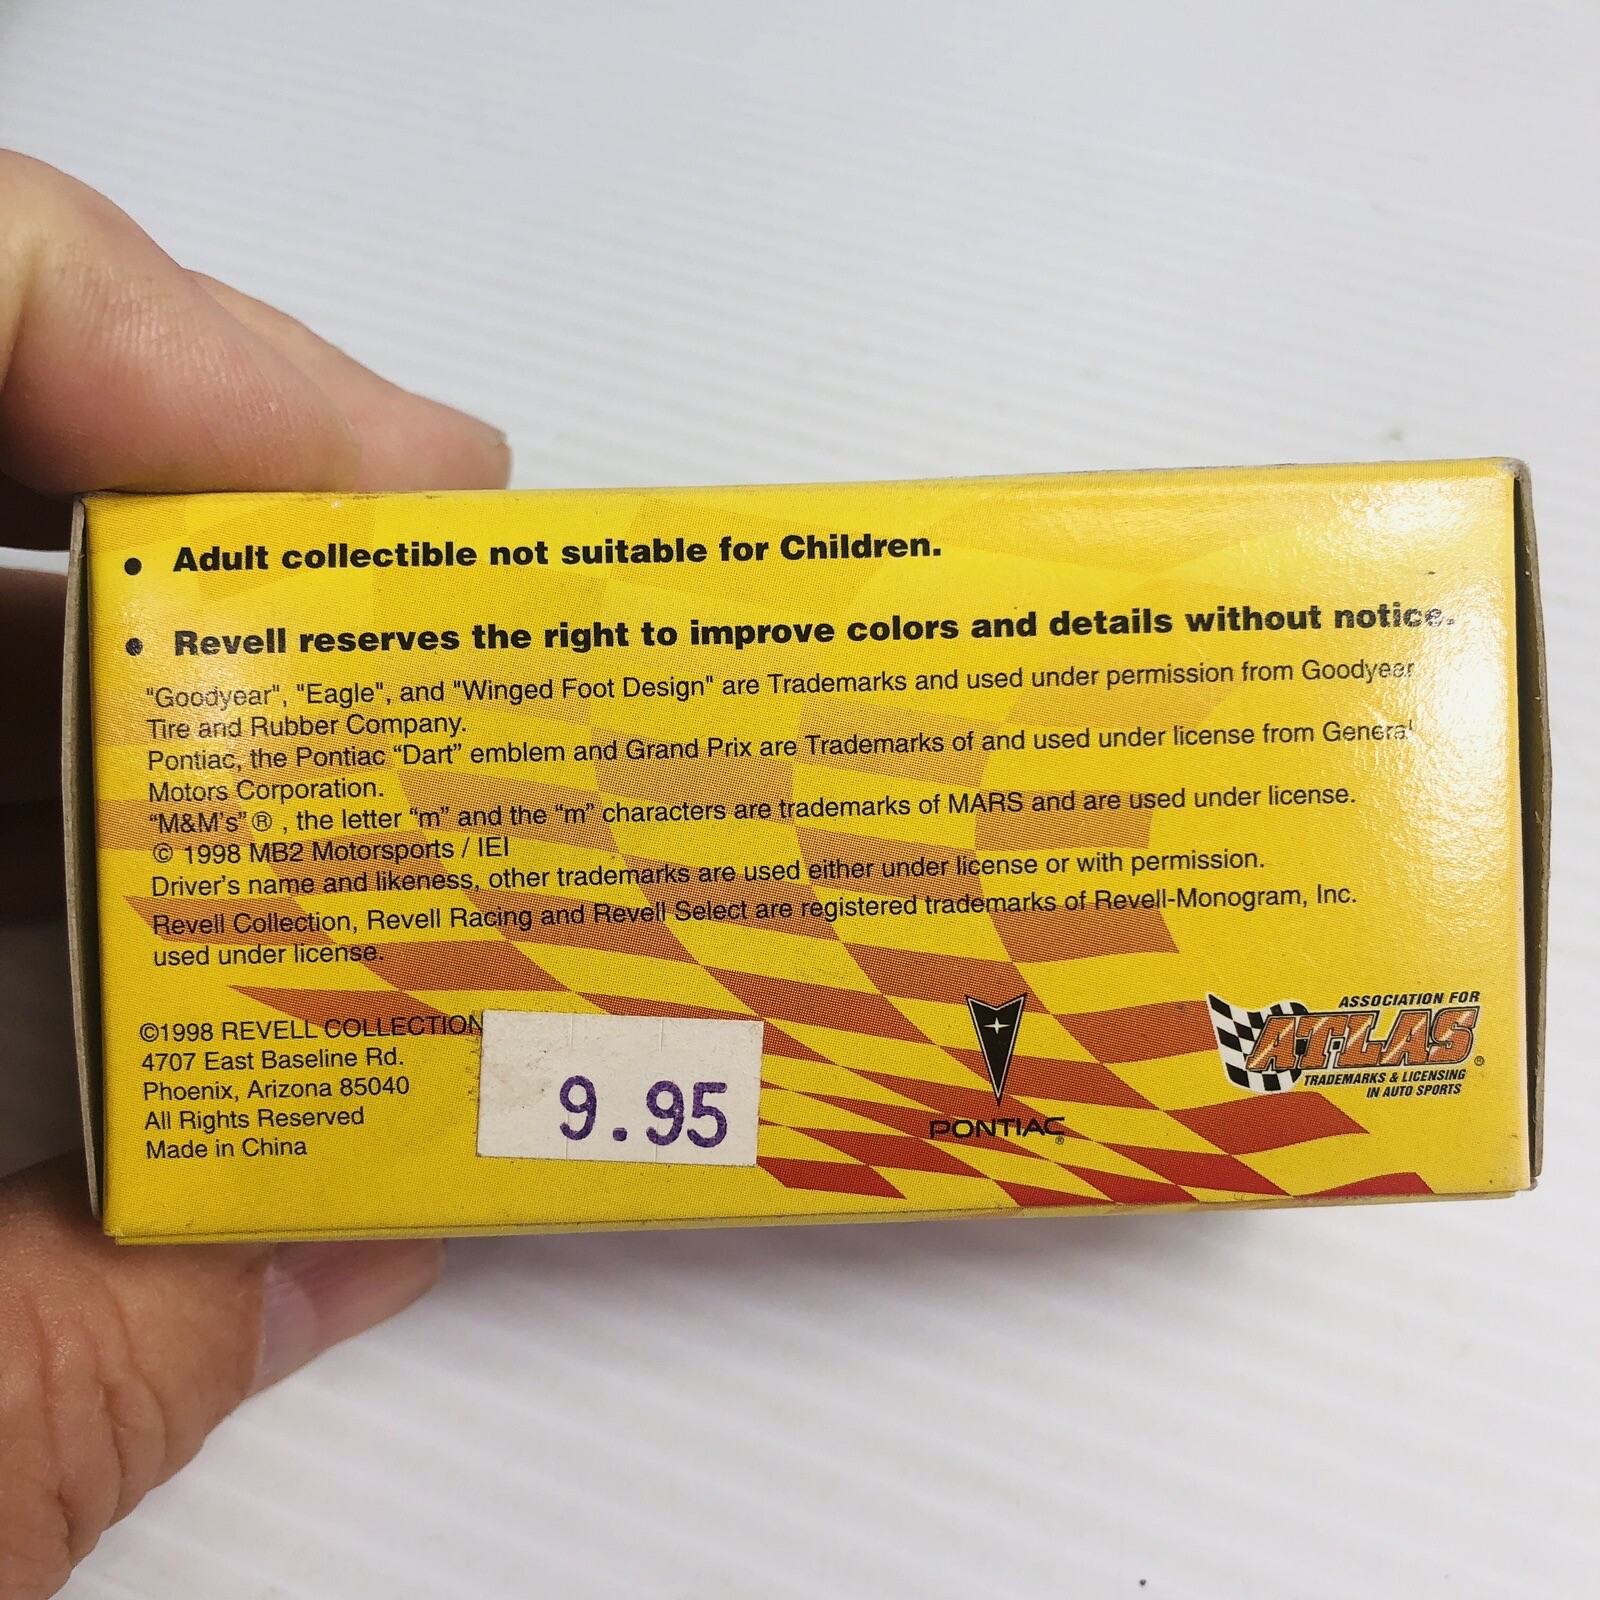 • Adult collectible not suitable for Children.
• Revell reserves the right to improve colors and details without notice.
"Goodyear", "Eagle", and "Winged Foot Design" are Trademarks and used under permission from Goodyear
Tire and Rubber Company.
Pontiac, the Pontiac “Dart” emblem and Grand Prix are Trademarks of and used under license from General
Motors Corporation.
“M&M's”® , the letter “m” and the “m” characters are trademarks of MARS and are used under license.
© 1998 MB2 Motorsports / IEI
Driver's name and likeness, other trademarks are used either under license or with permission.
Revell Collection, Revell Racing and Revell Select are registered trademarks of Revell-Monogram, Inc.
used under license.
©1998 REVELL COLLECTION
4707 East Baseline Rd.
Phoenix, Arizona 85040
All Rights Reserved
Made in China
9.95
PONTIAC®
ASSOCIATION FOR
ATLAS®
TRADEMARKS & LICENSING
IN AUTO SPORTS